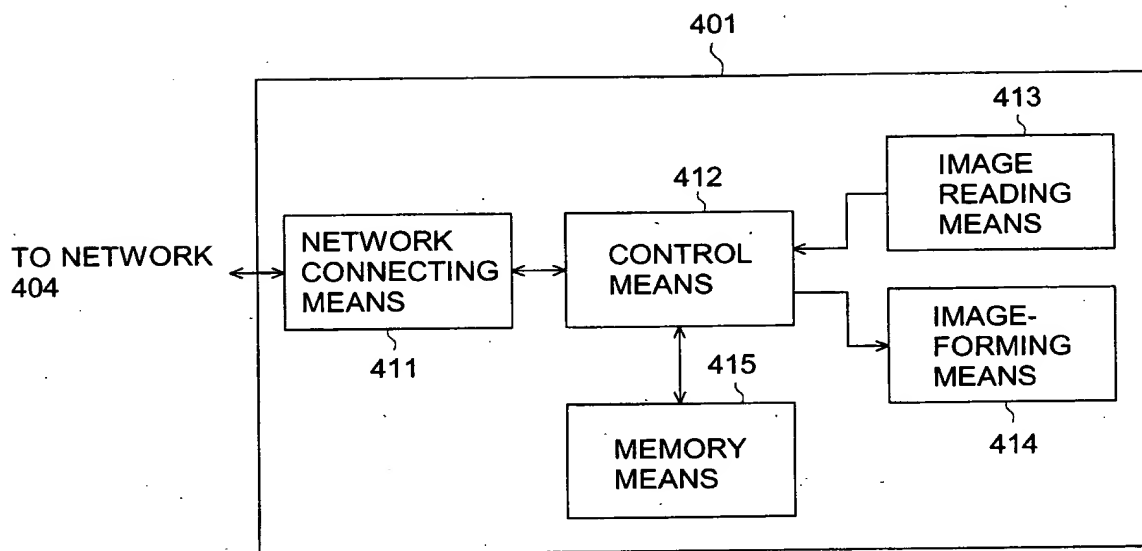 401
413
IMAGE
READING
MEANS
412
TO NETWORK
404
NETWORK
CONNECTING
MEANS
411
CONTROL
MEANS
IMAGE-
FORMING
MEANS
414
415
MEMORY
MEANS